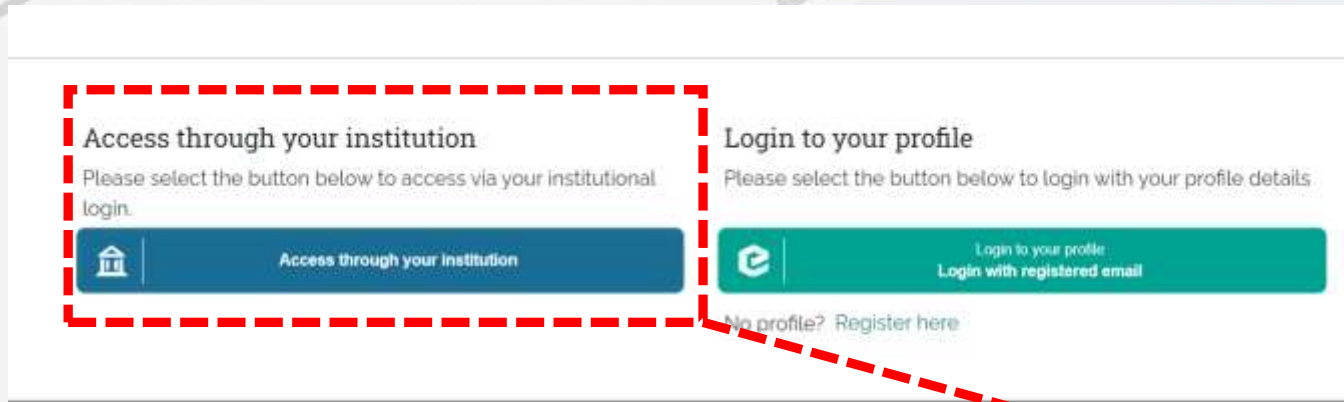 Access through your institution
Please select the button below to access via your institutional
login.
Access through your institution
Login to your profile
Please select the button below to login with your profile details
Login to your profile
Login with registered email
No profile? Register here